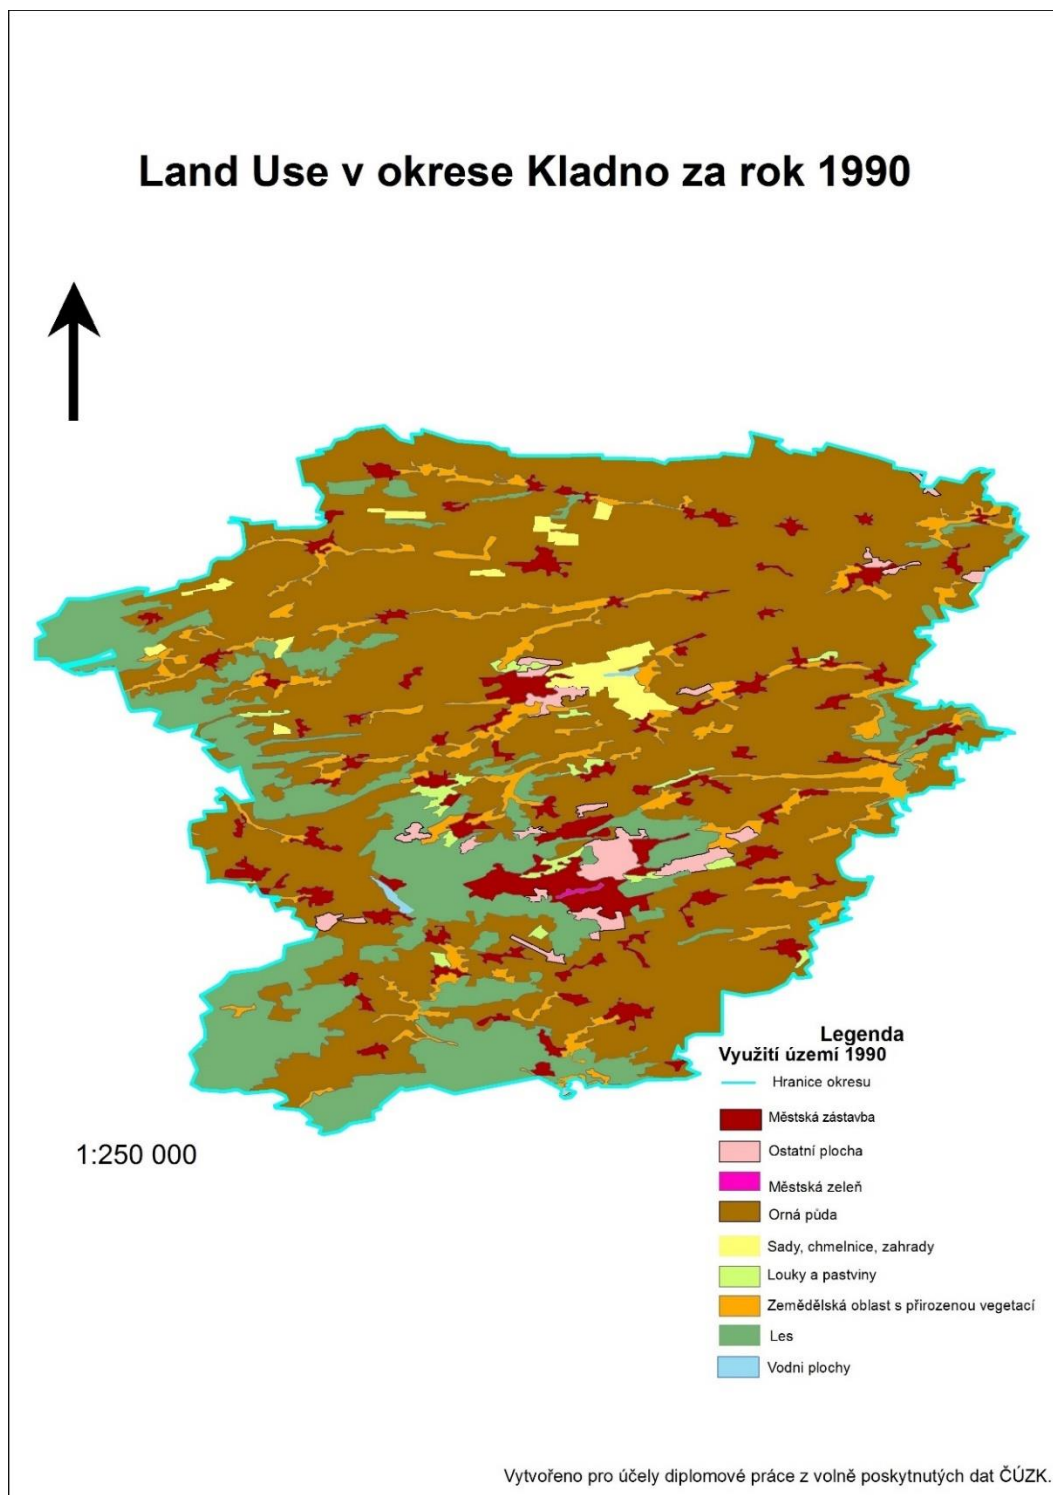 Land Use v okrese Kladno za rok 1990
Legenda
Využití území 1990
Hranice okresu
Městská zástavba
1:250 000
Ostatní plocha
Městská zeleň
Orná půda
Sady, chmelnice, zahrady
Louky a pastviny
Zemědělská oblast s přirozenou vegetací
Les
Vodni plochy
Vytvořeno pro účely diplomové práce z volně poskytnutých dat ČÚZK.